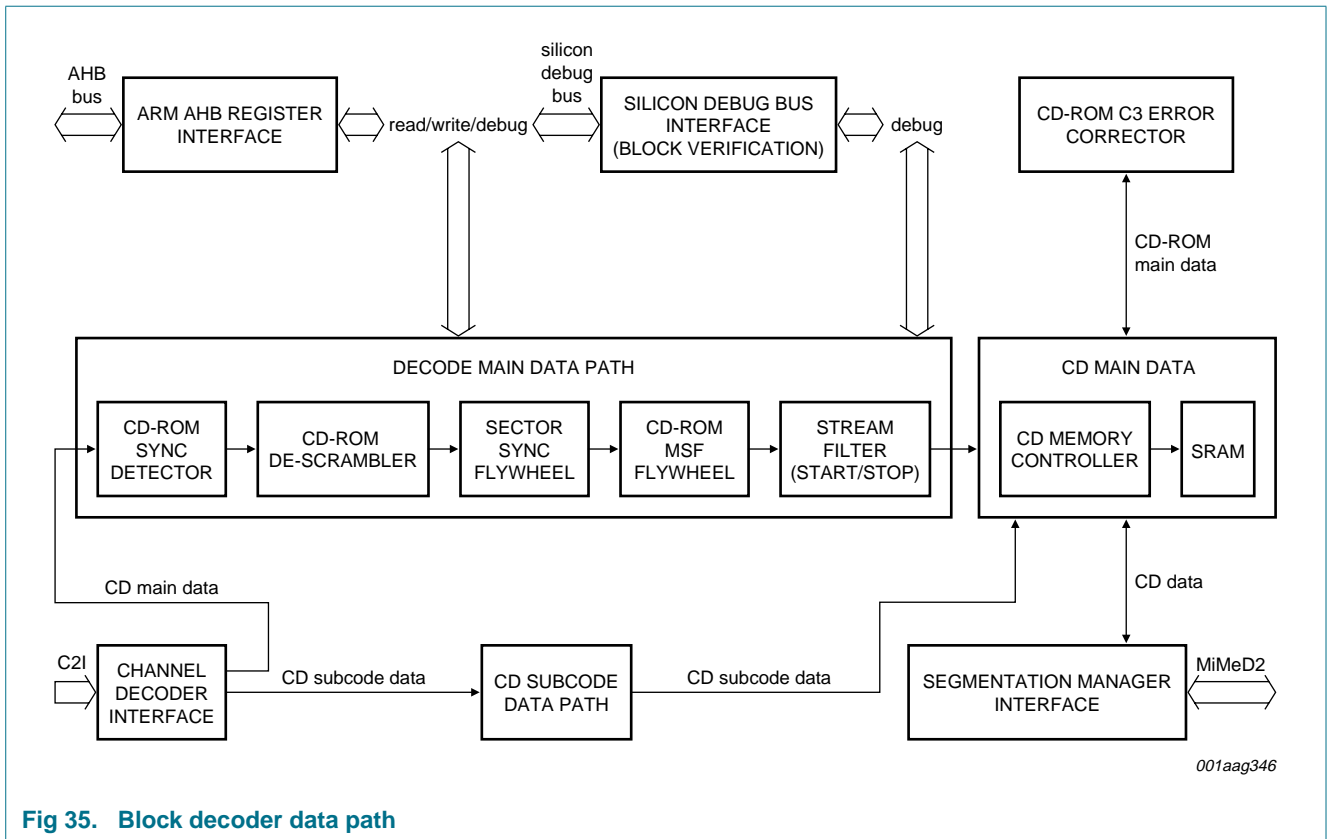 AHB
bus
ARM AHB REGISTER
INTERFACE
read/write/debug
silicon
debug
bus
SILICON DEBUG BUS
INTERFACE
(BLOCK VERIFICATION)
debug
CD-ROM C3 ERROR
CORRECTOR
CD-ROM
main data
DECODE MAIN DATA PATH
CD-ROM
SYNC
DETECTOR
CD-ROM
DE-SCRAMBLER
SECTOR
SYNC
FLYWHEEL
CD-ROM
MSF
FLYWHEEL
STREAM
FILTER
(START/STOP)
CD MAIN DATA
CD MEMORY
CONTROLLER
SRAM
CD main data
CD data
C2I
CHANNEL
DECODER
INTERFACE
CD subcode data
CD SUBCODE
DATA PATH
CD subcode data
SEGMENTATION MANAGER
INTERFACE
MiMeD2
001aag346
Fig 35. Block decoder data path